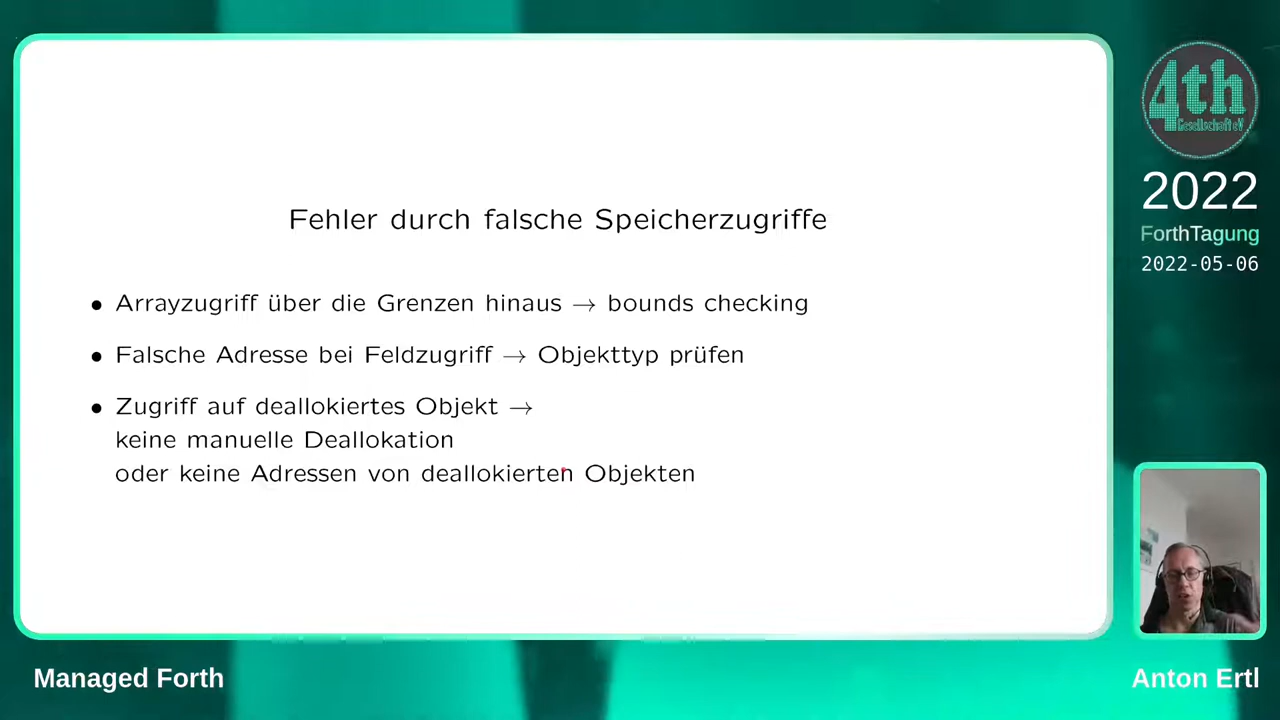 Fehler durch falsche Speicherzugriffe
• Arrayzugriff über die Grenzen hinaus → bounds checking
• Falsche Adresse bei Feldzugriff → Objekttyp prüfen
• Zugriff auf deallokiertes Objekt →
keine manuelle Deallokation
oder keine Adressen von deallokierten Objekten
4th
Gesellschaft eV
2022
ForthTagung
2022-05-06
Managed Forth
Anton Ertl